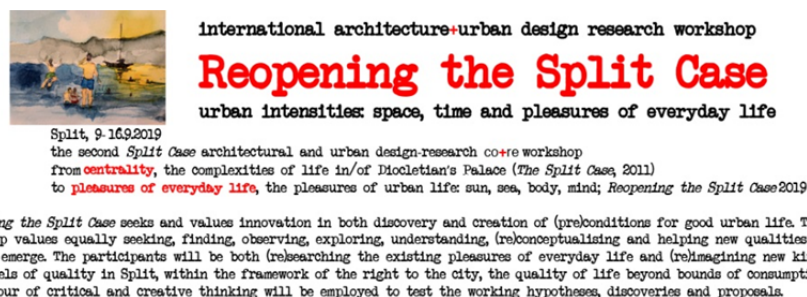 international architecture+urban design research workshop
Reopening the Split Case
urban intensities: space, time and pleasures of everyday life
Split, 9-16.9.2019
the second Split Case architectural and urban design-research co+re workshop
from centrality, the complexities of life in/of Diocletian's Palace (The Split Case, 2011)
to pleasures of everyday life, the pleasures of urban life: sun, sea, body, mind; Reopening the Split Case 2019
the Split Case seeks and values innovation in both discovery and creation of (pre)conditions for good urban life.
values equally seeking, finding, observing, exploring, understanding, (re)conceptualising and helping new qualities
emerge. The participants will be both (re)searching the existing pleasures of everyday life and (re)imagining new
of quality in Split, within the framework of the right to the city, the quality of life beyond bounds of
of critical and creative thinking will be employed to test the working hypotheses, discoveries and proposals.